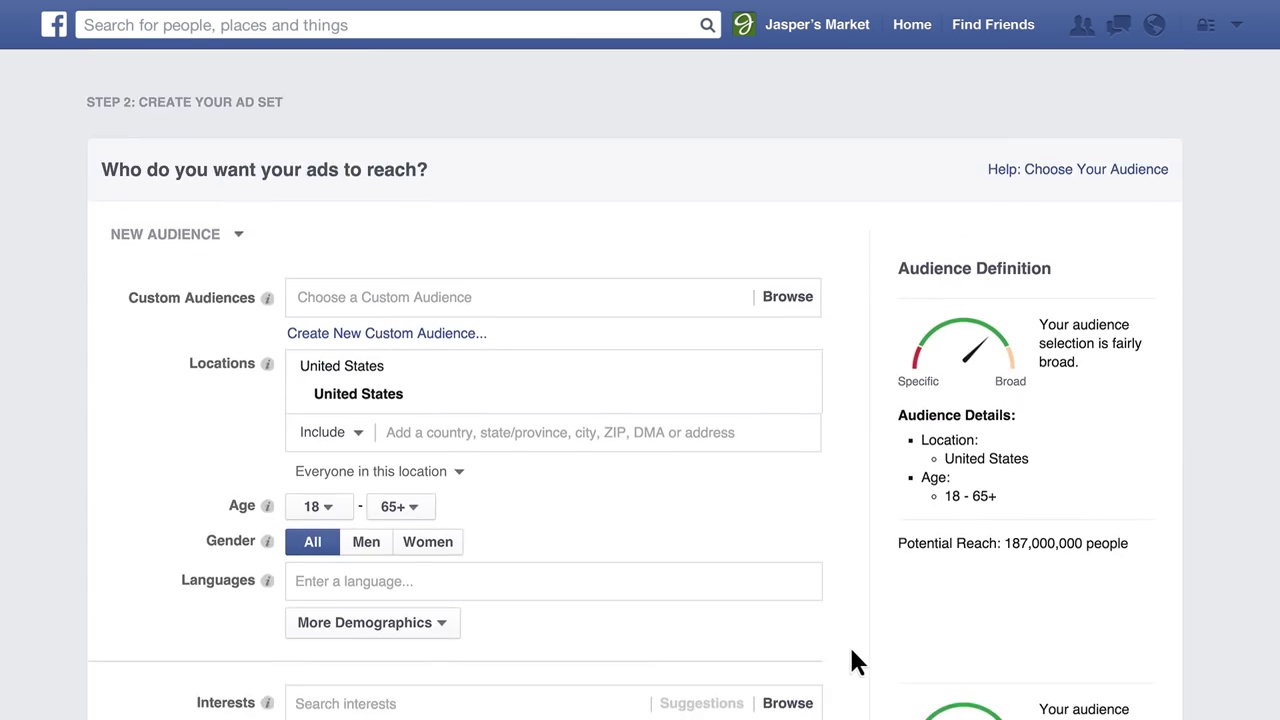 Search for people, places and things
Jasper's Market
Home
Find Friends
STEP 2: CREATE YOUR AD SET
Who do you want your ads to reach?
Help: Choose Your Audience
NEW AUDIENCE
Custom Audiences
Choose a Custom Audience
Browse
Create New Custom Audience...
Locations
United States
United States
Include
Add a country, state/province, city, ZIP, DMA or address
Everyone in this location
Age
18 - 65+
Gender
All
Men
Women
Languages
Enter a language...
More Demographics
Interests
Search interests
Suggestions
Browse
Audience Definition
Your audience
selection is fairly
broad.
Specific
Broad
Audience Details:
Location:
United States
Age:
18 - 65+
Potential Reach: 187,000,000 people
Your audience